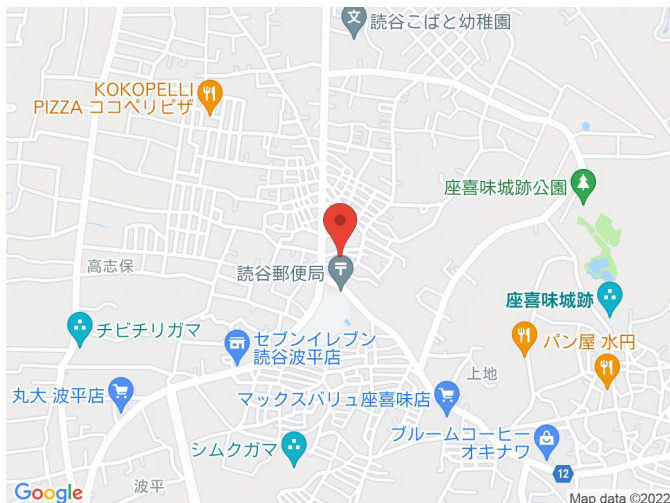 読谷こばと幼稚園
KOKOPELLI
PIZZA ココペリピザ
座喜味城跡公園
高志保
読谷郵便局
座喜味城跡
チビチリガマ
セブンイレブン
読谷波平店
パン屋 水円
上地
丸大 波平店
マックスバリュ座喜味店
ブルームコーヒー
オキナワ
シムクガマ
12
波平
Google
Map data ©2022